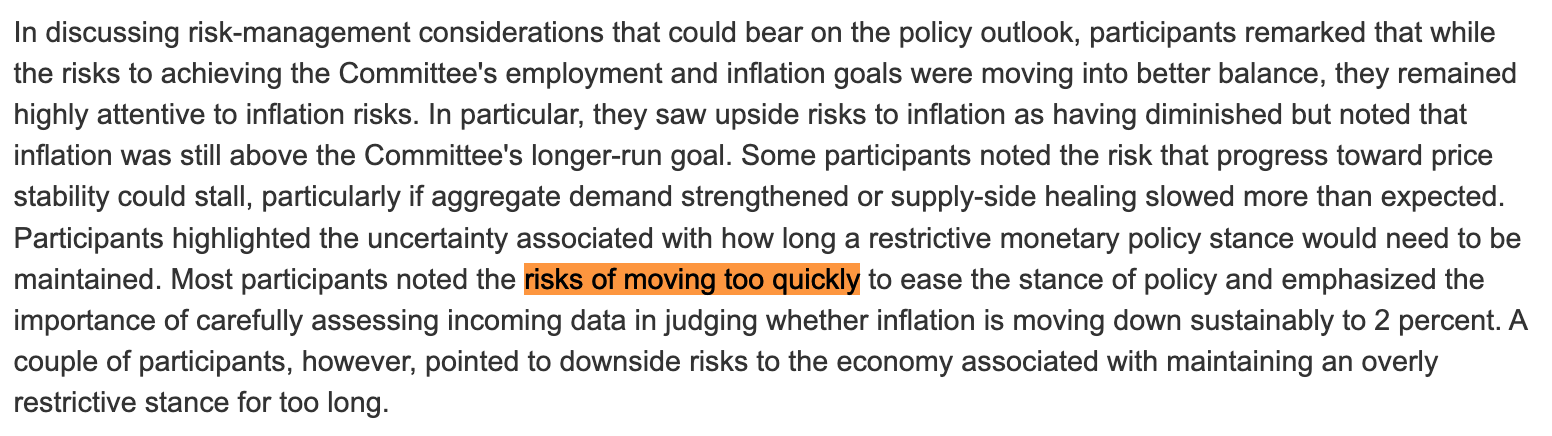 In discussing risk-management considerations that could bear on the policy outlook, participants remarked that while
the risks to achieving the Committee's employment and inflation goals were moving into better balance, they remained
highly attentive to inflation risks. In particular, they saw upside risks to inflation as having diminished but noted that
inflation was still above the Committee's longer-run goal. Some participants noted the risk that progress toward price
stability could stall, particularly if aggregate demand strengthened or supply-side healing slowed more than expected.
Participants highlighted the uncertainty associated with how long a restrictive monetary policy stance would need to be
maintained. Most participants noted the risks of moving too quickly to ease the stance of policy and emphasized the
importance of carefully assessing incoming data in judging whether inflation is moving down sustainably to 2 percent. A
couple of participants, however, pointed to downside risks to the economy associated with maintaining an overly
restrictive stance for too long.